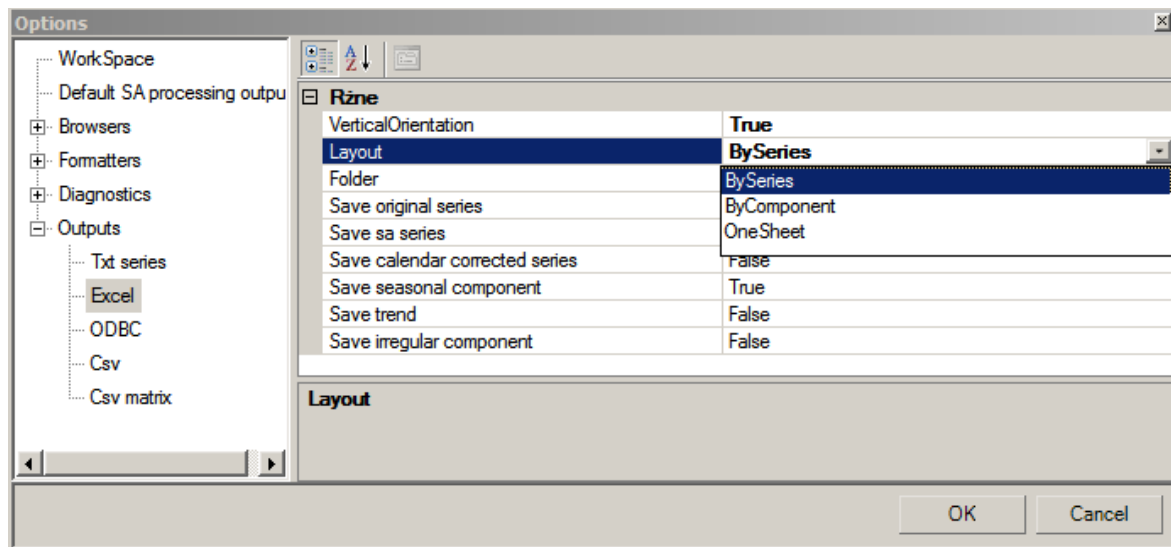 Options
WorkSpace
Default SA processing outpu
Browsers
Formatters
Diagnostics
Outputs
Txt series
Excel
ODBC
Csv
Csv matrix
Rżne
VerticalOrientation True
Layout BySeries
Folder
Save original series
Save sa series
Save calendar corrected series False
Save seasonal component True
Save trend False
Save irregular component False
BySeries
ByComponent
OneSheet
Layout
OK Cancel